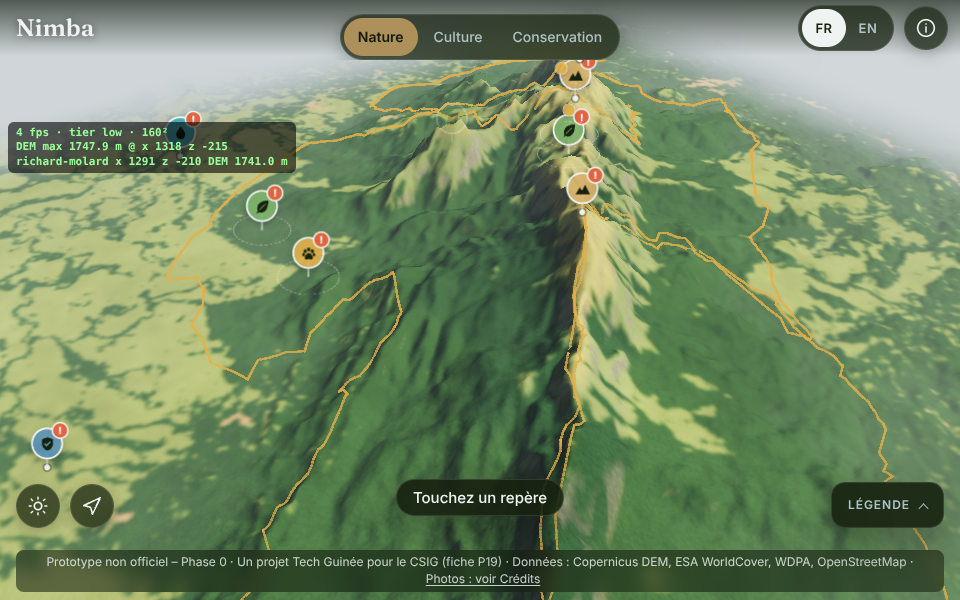 Nimba
Nature
Culture
Conservation
FR
EN
4 fps · tier low · 160²
DEM max 1747.9 m @ x 1318 z -215
richard-molard x 1291 z -210 DEM 1741.0 m
Touchez un repère
LÉGENDE
Prototype non officiel – Phase 0 · Un projet Tech Guinée pour le CSIG (fiche P19) · Données : Copernicus DEM, ESA WorldCover, WDPA, OpenStreetMap ·
Photos : voir Crédits